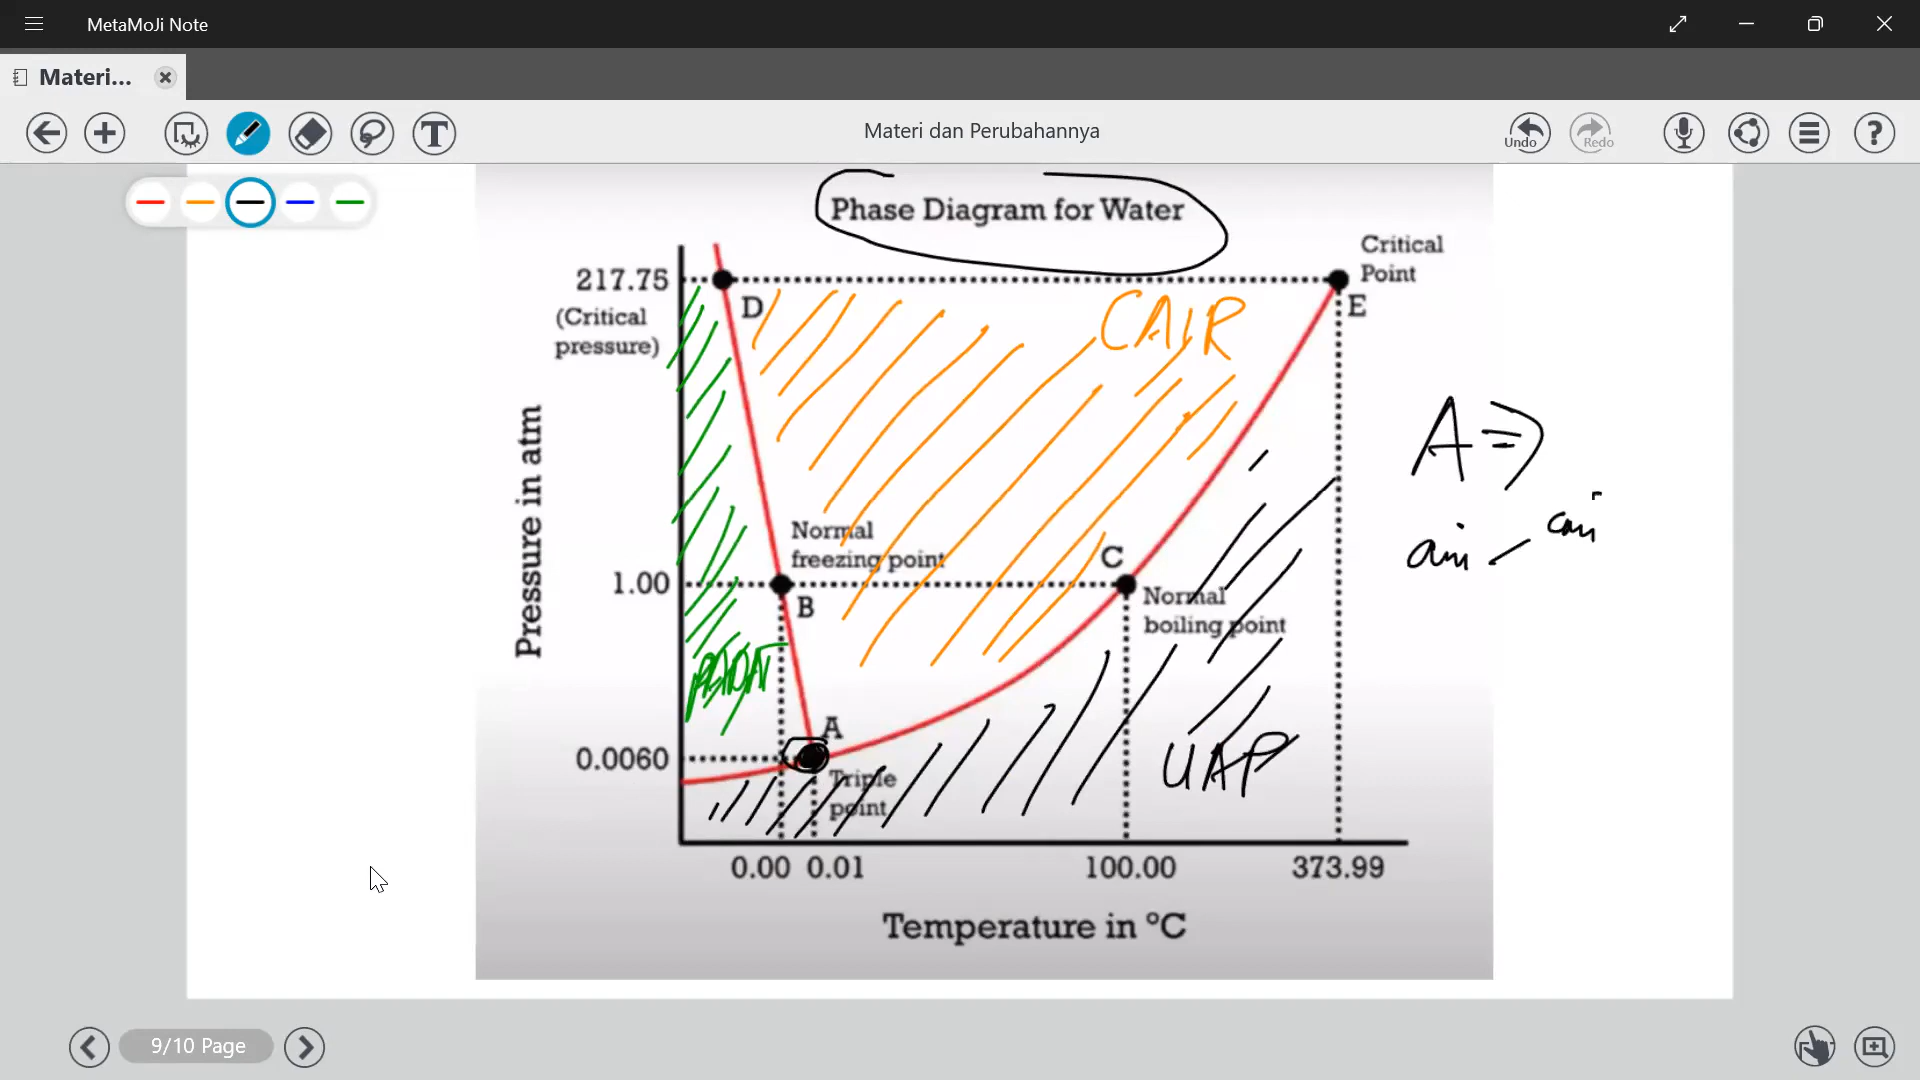 MetaMoJi Note
Materi...
Materi dan Perubahannya
Undo
Redo
Phase Diagram for Water
Critical
Point
217.75
(Critical
pressure)
D
E
CAIR
Pressure in atm
A ⇒
air - cair
Normal
freezing point
C
1.00
B
Normal
boiling point
PADAT
A
0.0060
Triple
point
UAP
0.00 0.01 100.00 373.99
Temperature in °C
9/10 Page